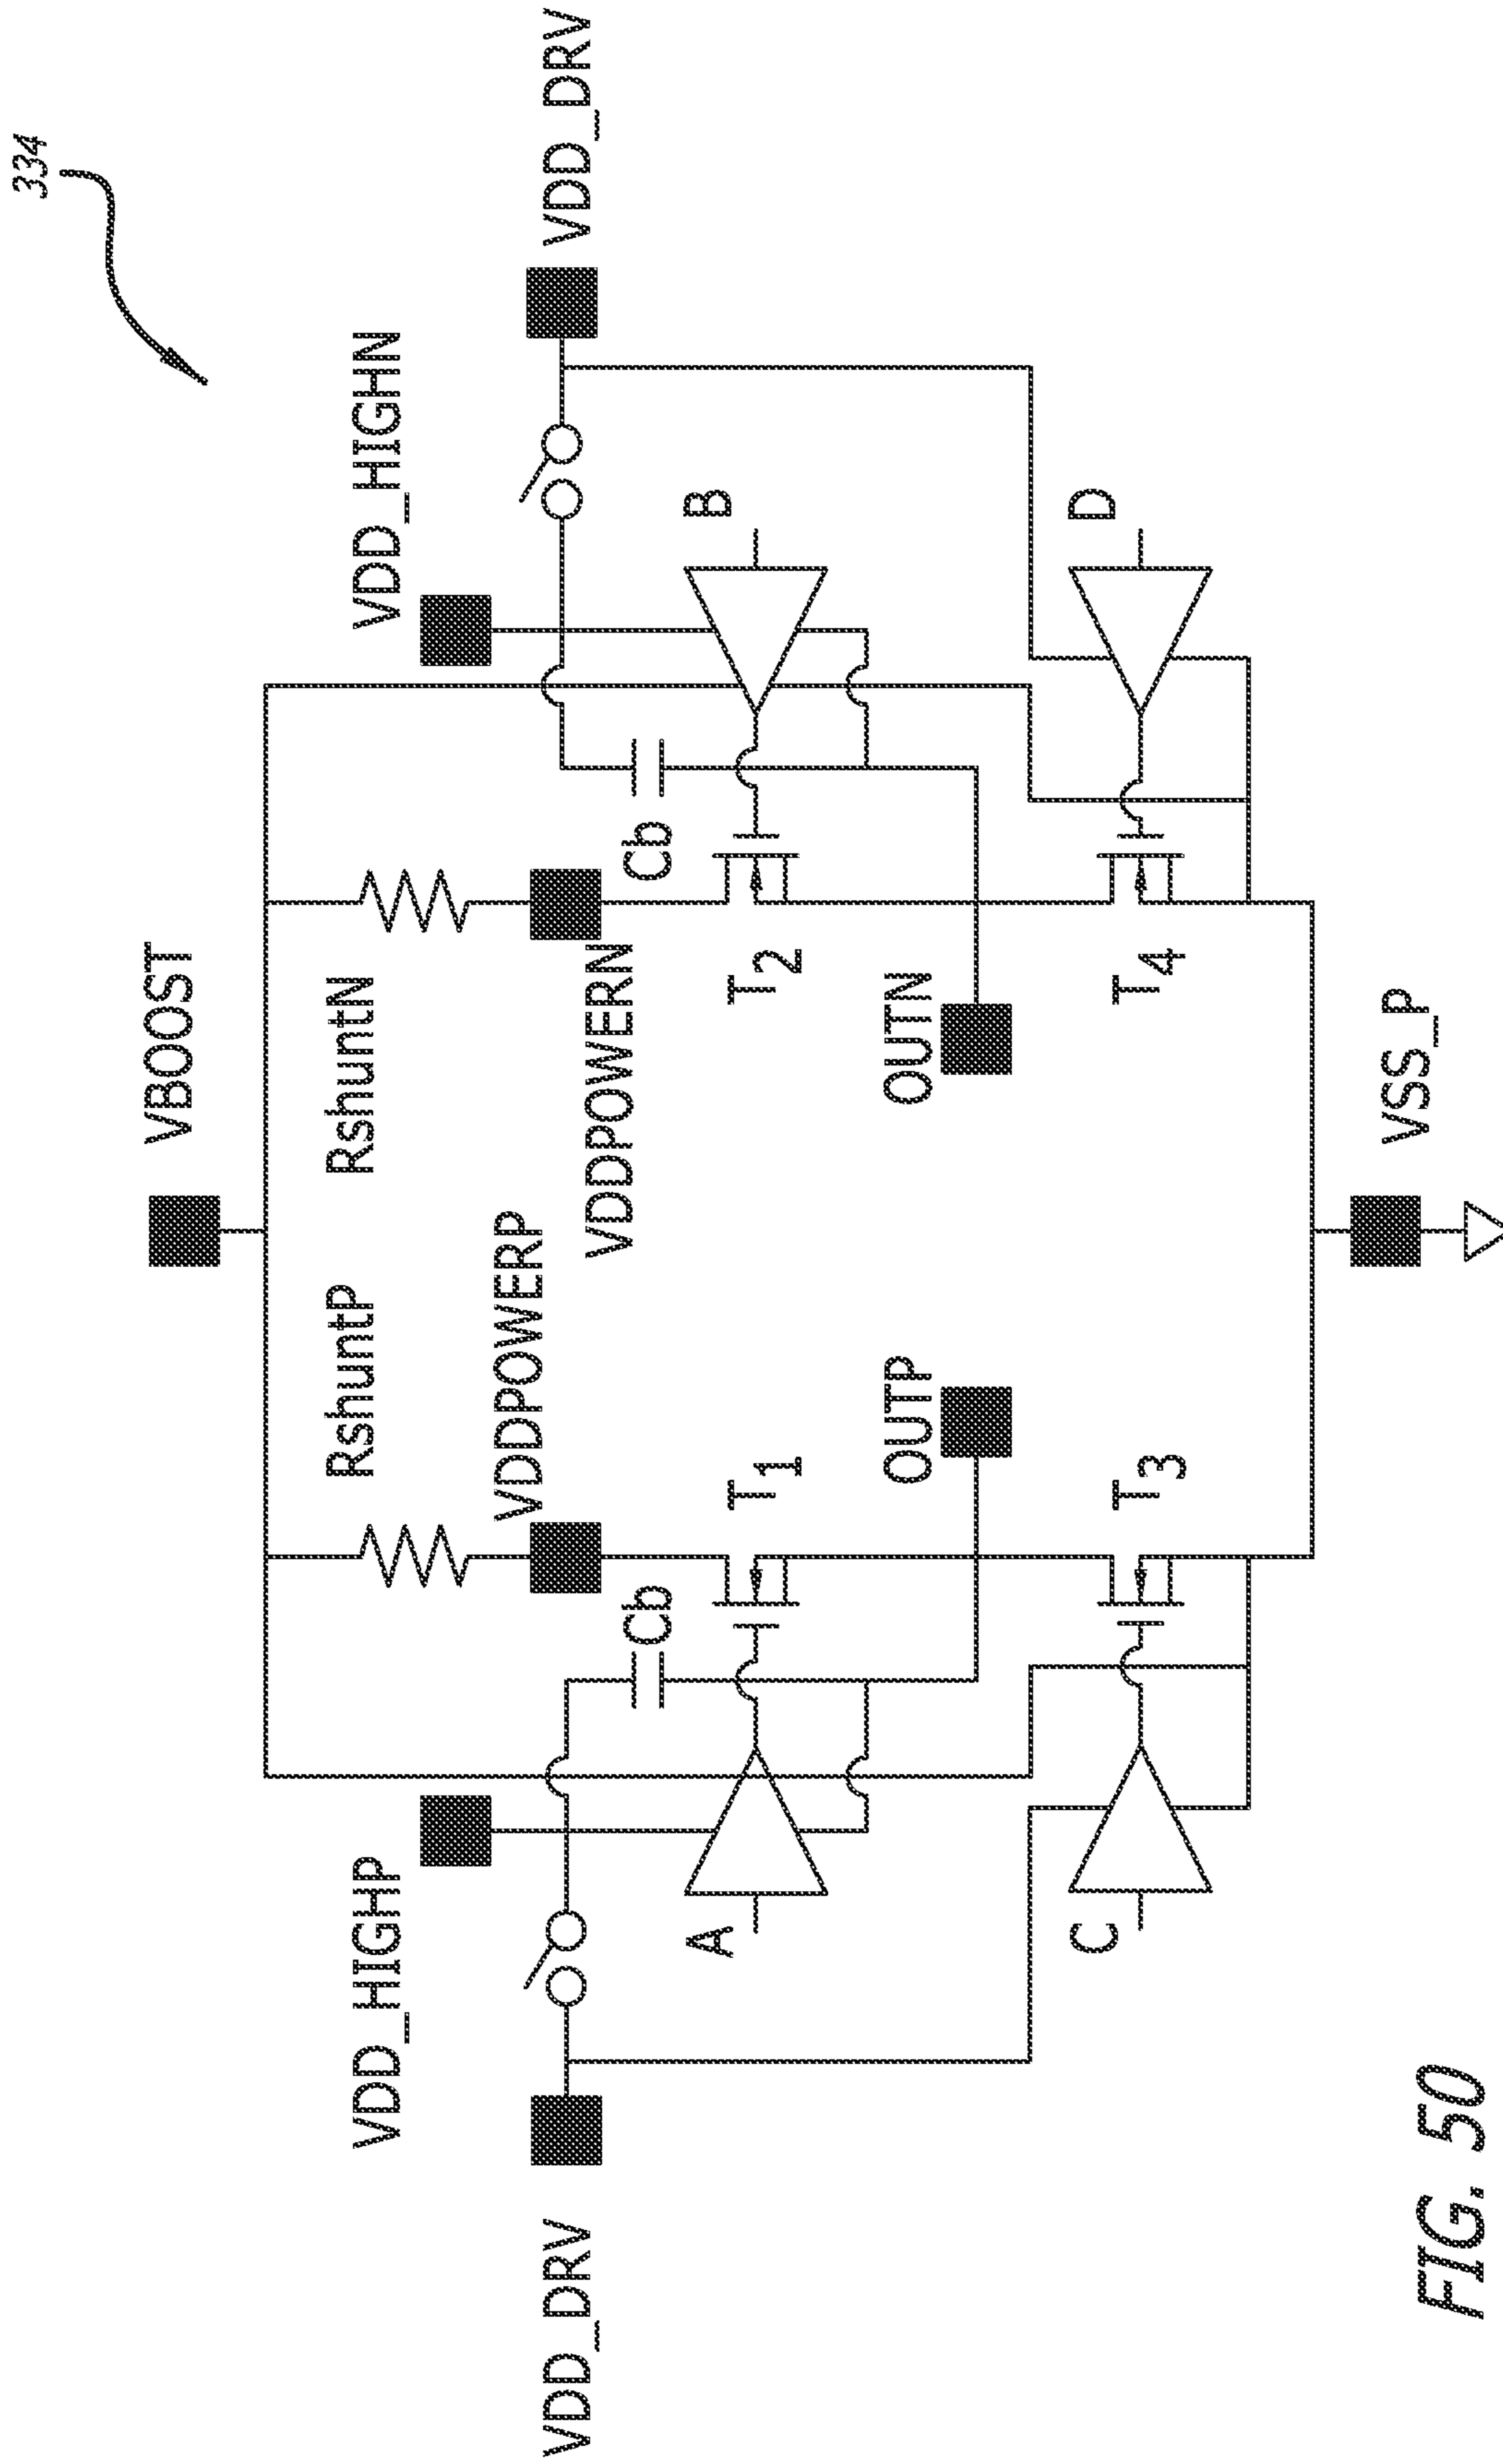 334
VBOOST
VDD_HIGHP
RshuntP
RshuntN
VDD_HIGHN
VDD_DRV
VDDPOWERP
VDDPOWERN
VDD_DRV
Cb
Cb
A
T1
T2
B
OUTP
OUTN
C
T3
T4
D
VSS_P
FIG. 50